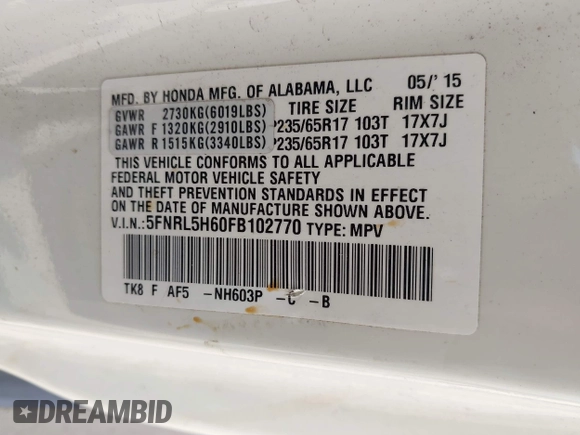 MFD. BY HONDA MFG. OF ALABAMA, LLC 05/'15
GVWR 2730KG(6019LBS) TIRE SIZE RIM SIZE
GAWR F 1320KG(2910LBS) P235/65R17 103T 17X7J
GAWR R 1515KG(3340LBS) P235/65R17 103T 17X7J
THIS VEHICLE CONFORMS TO ALL APPLICABLE
FEDERAL MOTOR VEHICLE SAFETY
AND THEFT PREVENTION STANDARDS IN EFFECT
ON THE DATE OF MANUFACTURE SHOWN ABOVE.
V.I.N.:5FNRL5H60FB102770 TYPE: MPV
TK8 F AF5 -NH603P -C -B
DREAMBID